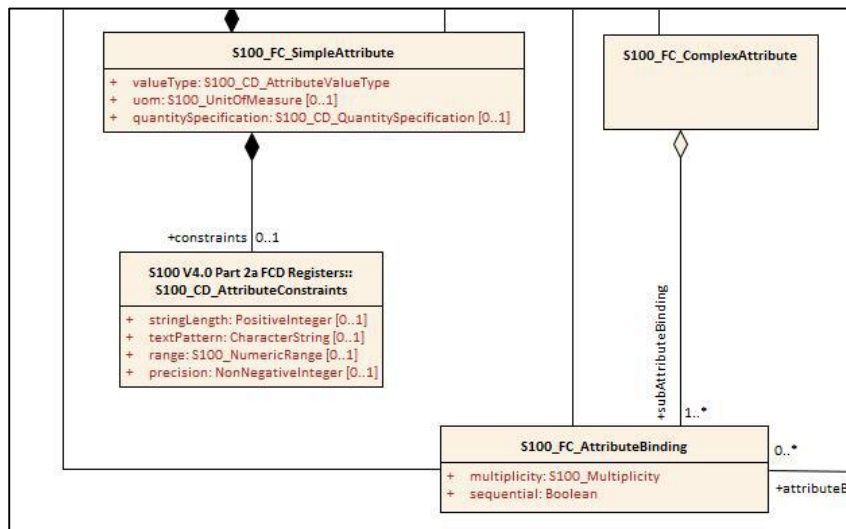 S100_FC_SimpleAttribute
+ valueType: S100_CD_AttributeValueType
+ uom: S100_UnitOfMeasure [0..1]
+ quantitySpecification: S100_CD_QuantitySpecification [0..1]
S100_FC_ComplexAttribute
+constraints 0..1
S100 V4.0 Part 2a FCD Registers::
S100_CD_AttributeConstraints
+ stringLength: PositiveInteger [0..1]
+ textPattern: CharacterString [0..1]
+ range: S100_NumericRange [0..1]
+ precision: NonNegativeInteger [0..1]
+subAttributeBinding
1..*
S100_FC_AttributeBinding
+ multiplicity: S100_Multiplicity
+ sequential: Boolean
0..*
+attributeB